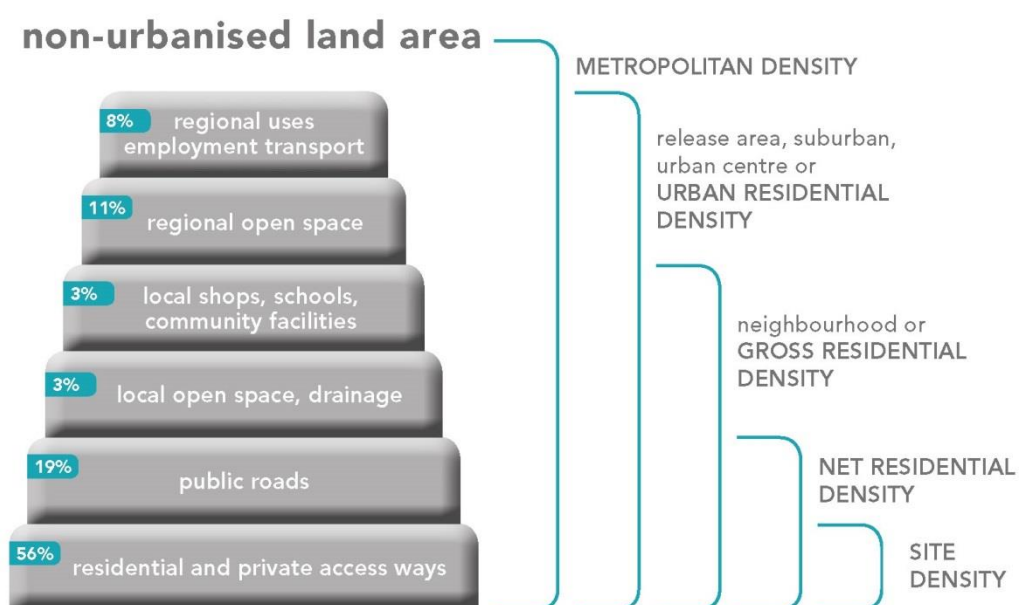 non-urbanised land area
8%
regional uses
employment transport
11%
regional open space
3%
local shops, schools,
community facilities
3%
local open space, drainage
19%
public roads
56%
residential and private access ways
METROPOLITAN DENSITY
release area, suburban,
urban centre or
URBAN RESIDENTIAL
DENSITY
neighbourhood or
GROSS RESIDENTIAL
DENSITY
NET RESIDENTIAL
DENSITY
SITE
DENSITY